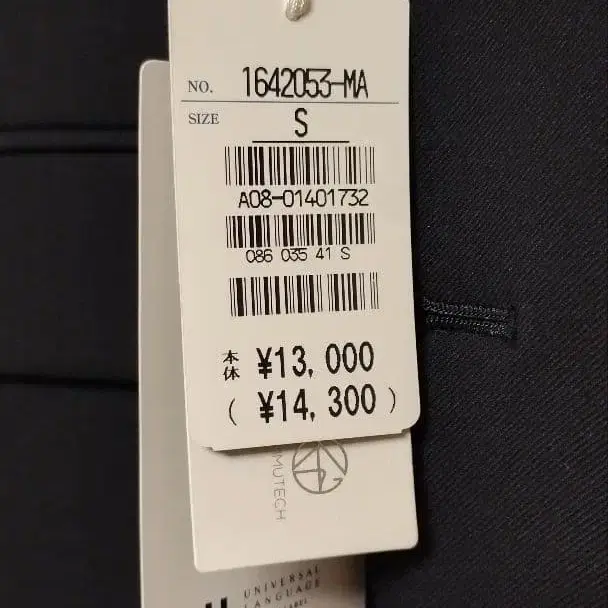 NO. 1642053-MA
SIZE S
A08-01401732
086 035 41 S
本体 ¥13,000
(¥14,300)
MUTECH
UNIVERSAL
LANGUAGE